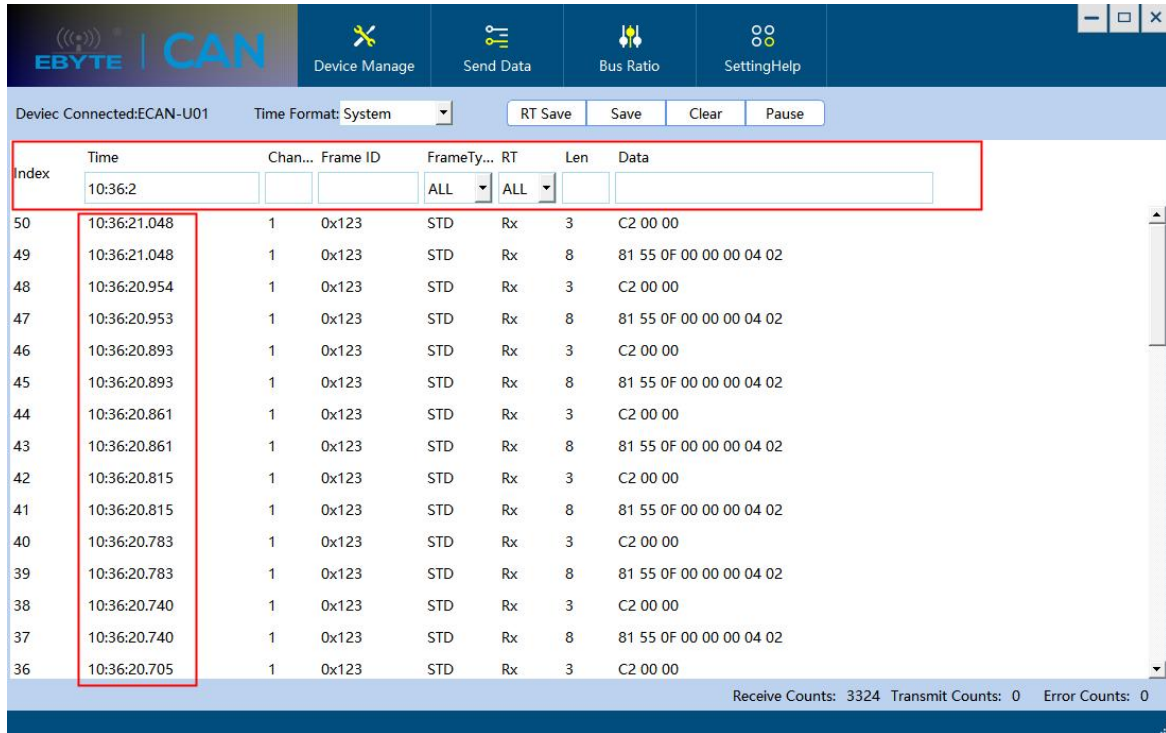 EBYTE | CAN
Device Manage
Send Data
Bus Ratio
SettingHelp
Deviec Connected:ECAN-U01 Time Format: System RT Save Save Clear Pause
Index Time Chan... Frame ID FrameTy... RT Len Data
10:36:2 ALL ALL
50 10:36:21.048 1 0x123 STD Rx 3 C2 00 00
49 10:36:21.048 1 0x123 STD Rx 8 81 55 0F 00 00 00 04 02
48 10:36:20.954 1 0x123 STD Rx 3 C2 00 00
47 10:36:20.953 1 0x123 STD Rx 8 81 55 0F 00 00 00 04 02
46 10:36:20.893 1 0x123 STD Rx 3 C2 00 00
45 10:36:20.893 1 0x123 STD Rx 8 81 55 0F 00 00 00 04 02
44 10:36:20.861 1 0x123 STD Rx 3 C2 00 00
43 10:36:20.861 1 0x123 STD Rx 8 81 55 0F 00 00 00 04 02
42 10:36:20.815 1 0x123 STD Rx 3 C2 00 00
41 10:36:20.815 1 0x123 STD Rx 8 81 55 0F 00 00 00 04 02
40 10:36:20.783 1 0x123 STD Rx 3 C2 00 00
39 10:36:20.783 1 0x123 STD Rx 8 81 55 0F 00 00 00 04 02
38 10:36:20.740 1 0x123 STD Rx 3 C2 00 00
37 10:36:20.740 1 0x123 STD Rx 8 81 55 0F 00 00 00 04 02
36 10:36:20.705 1 0x123 STD Rx 3 C2 00 00
Receive Counts: 3324 Transmit Counts: 0 Error Counts: 0